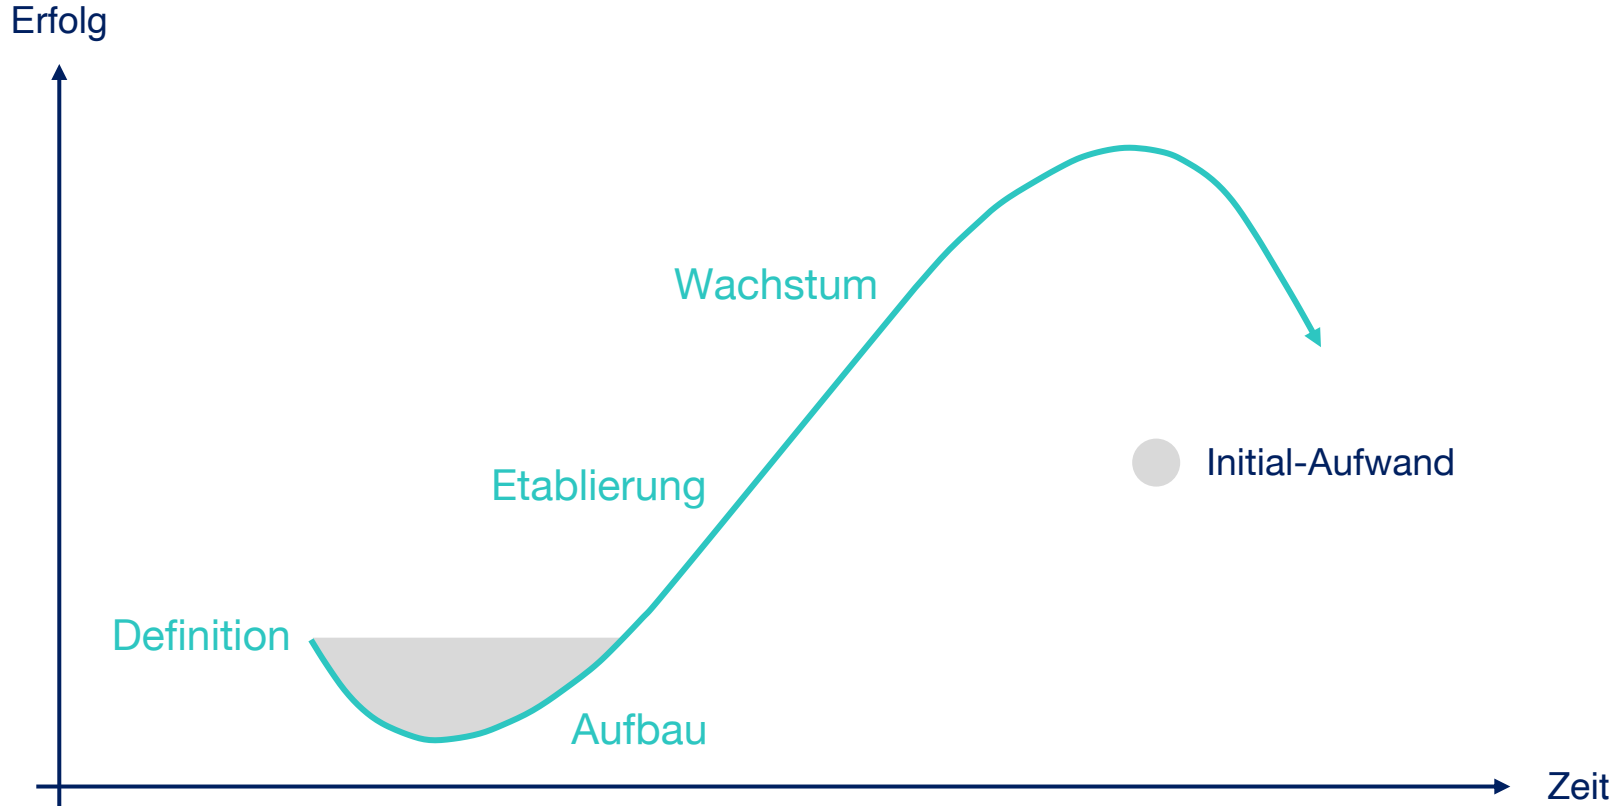 Erfolg
Wachstum
Initial-Aufwand
Etablierung
Definition
Aufbau
Zeit